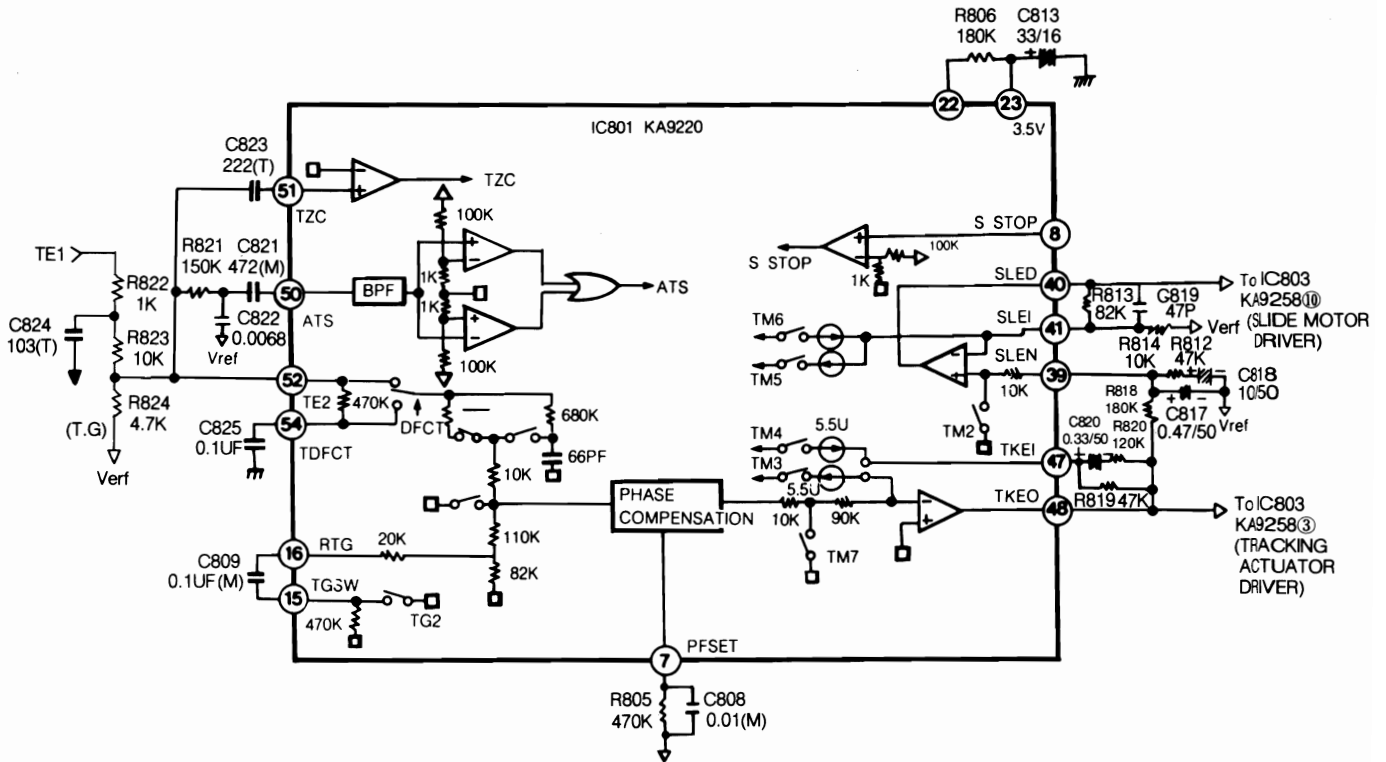 R806
180K
C813
33/16
+
22
23
3.5V
IC801 KA9220
C823
222(T)
51
TZC
-
+
TZC
100K
TE1
R822
1K
R821
150K
C821
472(M)
50
ATS
BPF
+
-
1K
1K
+
-
ATS
100K
C824
103(T)
R823
10K
C822
0.0068
Vref
R824
4.7K
(T.G)
Verf
52
TE2
470K
54
TDFCT
C825
0.1UF
DFCT
680K
66PF
10K
110K
82K
16
RTG
20K
C809
0.1UF(M)
15
TGSW
470K
TG2
PHASE
COMPENSATION
7
PFSET
R805
470K
C808
0.01(M)
S STOP
8
100K
+
-
1K
S STOP
SLED
40
SLEI
41
SLEN
39
TM6
TM5
-
+
10K
TM2
TM4
5.5U
TM3
5.5U
TKEI
47
10K
90K
-
+
TKEO
48
TM7
R813
82K
C819
47P
To IC803
KA9258⑩
(SLIDE MOTOR
DRIVER)
Verf
R814
10K
R812
47K
+ -
C818
10/50
R818
180K
+ -
C817
0.47/50
Vref
C820
0.33/50
+ -
R820
120K
R819 47K
To IC803
KA9258③
(TRACKING
ACTUATOR
DRIVER)